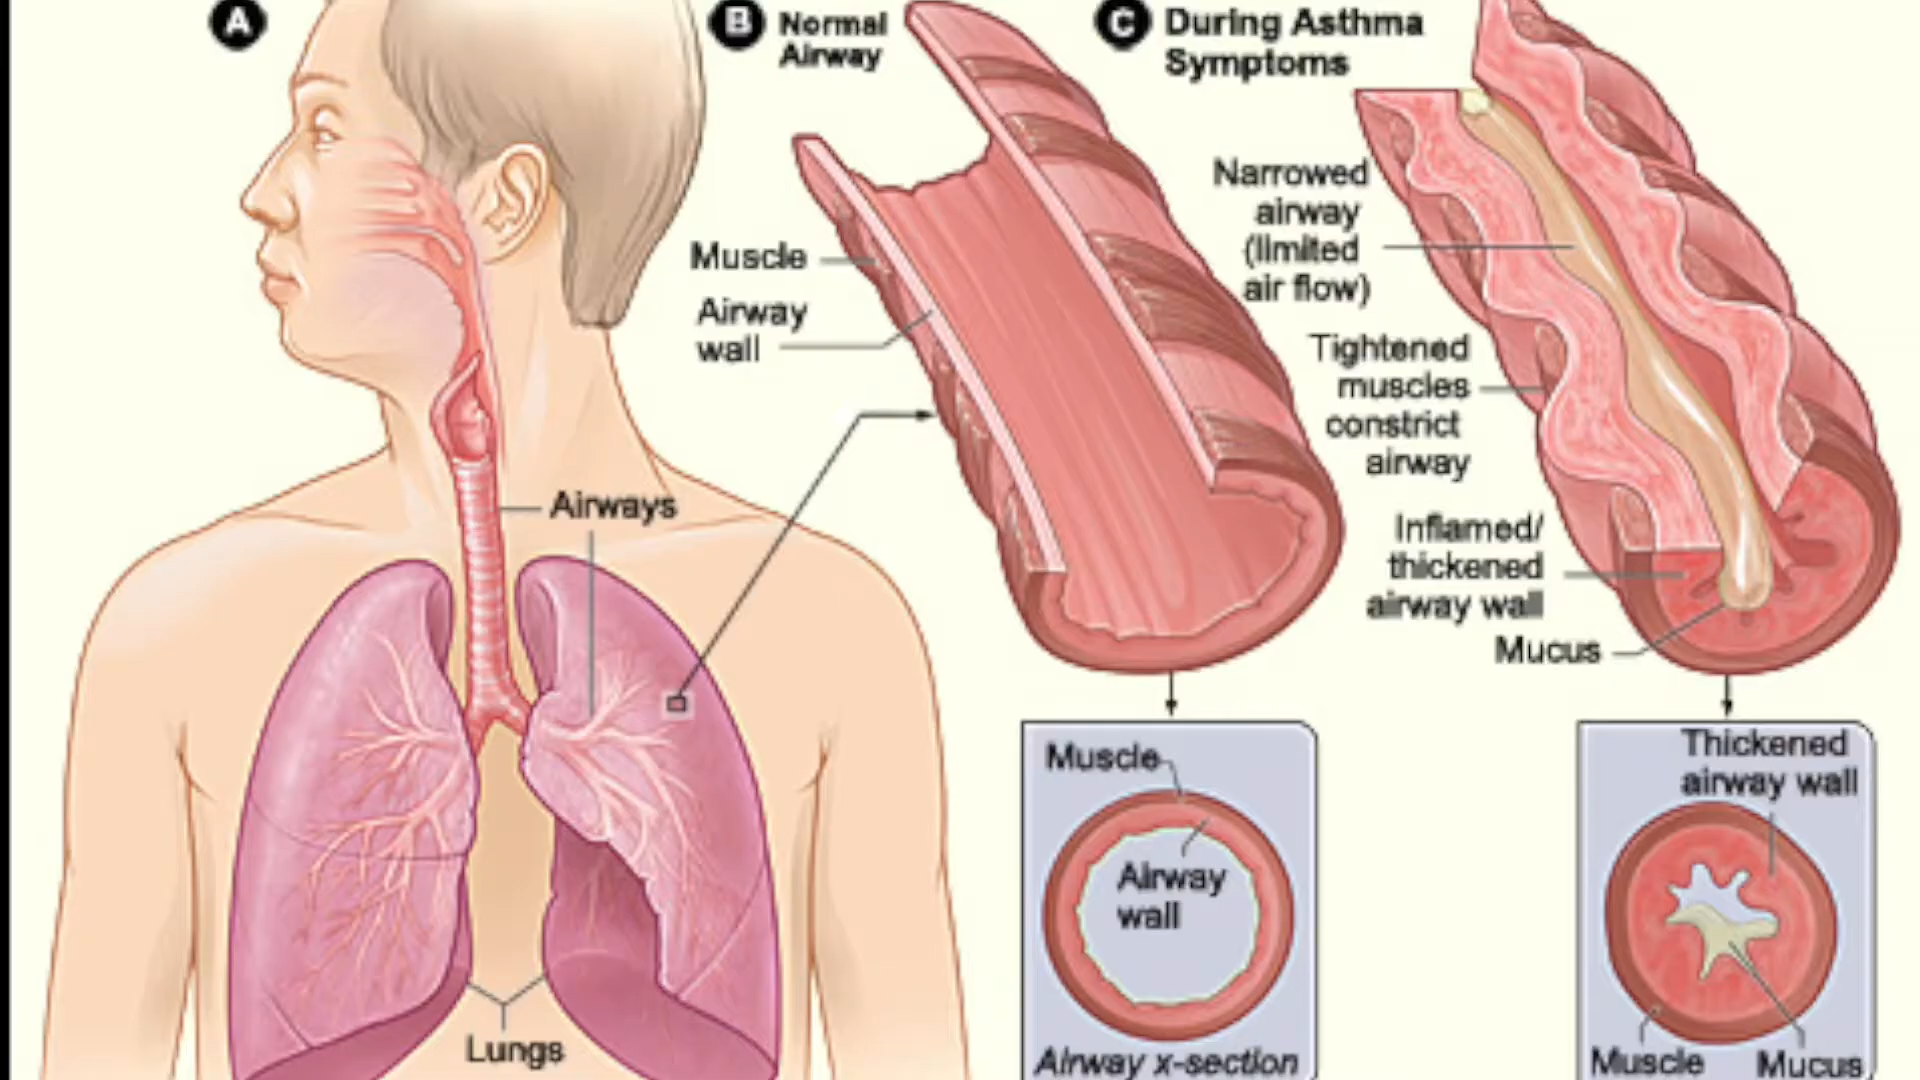 A
Airways
Lungs
B
Normal
Airway
Muscle
Airway
wall
Muscle
Airway
wall
Airway x-section
C
During Asthma
Symptoms
Narrowed
airway
(limited
air flow)
Tightened
muscles
constrict
airway
Inflamed/
thickened
airway wall
Mucus
Thickened
airway wall
Muscle
Mucus